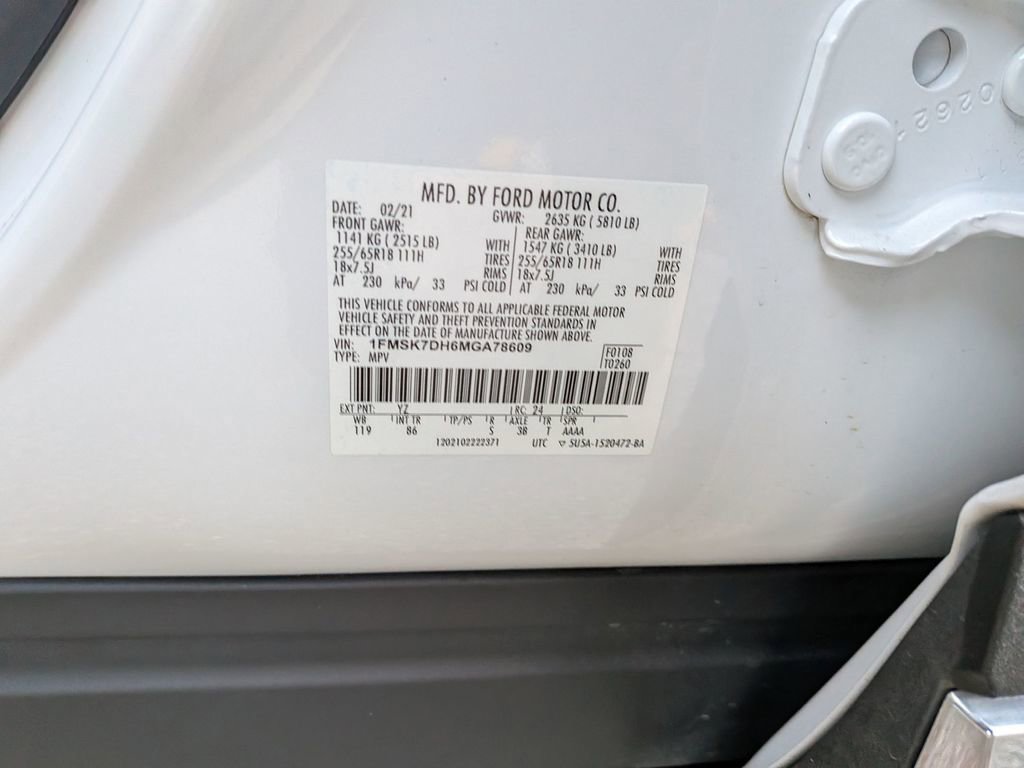 MFD. BY FORD MOTOR CO.
DATE: 02/21 GVWR: 2635 KG ( 5810 LB)
FRONT GAWR: REAR GAWR:
1141 KG ( 2515 LB) WITH 1547 KG ( 3410 LB) WITH
255/65R18 111H TIRES 255/65R18 111H TIRES
18x7.5J RIMS 18x7.5J RIMS
AT 230 kPa/ 33 PSI COLD AT 230 kPa/ 33 PSI COLD
THIS VEHICLE CONFORMS TO ALL APPLICABLE FEDERAL MOTOR
VEHICLE SAFETY AND THEFT PREVENTION STANDARDS IN
EFFECT ON THE DATE OF MANUFACTURE SHOWN ABOVE.
VIN: 1FMSK7DH6MGA78609 F0108
TYPE: MPV T0260
EXT PNT: YZ RC: 24 DSO:
WB INT TR TP/PS R AXLE TR SPR
119 86 S 3B T AAAA
1202102222371 UTC ▽ 5U5A-1520472-BA